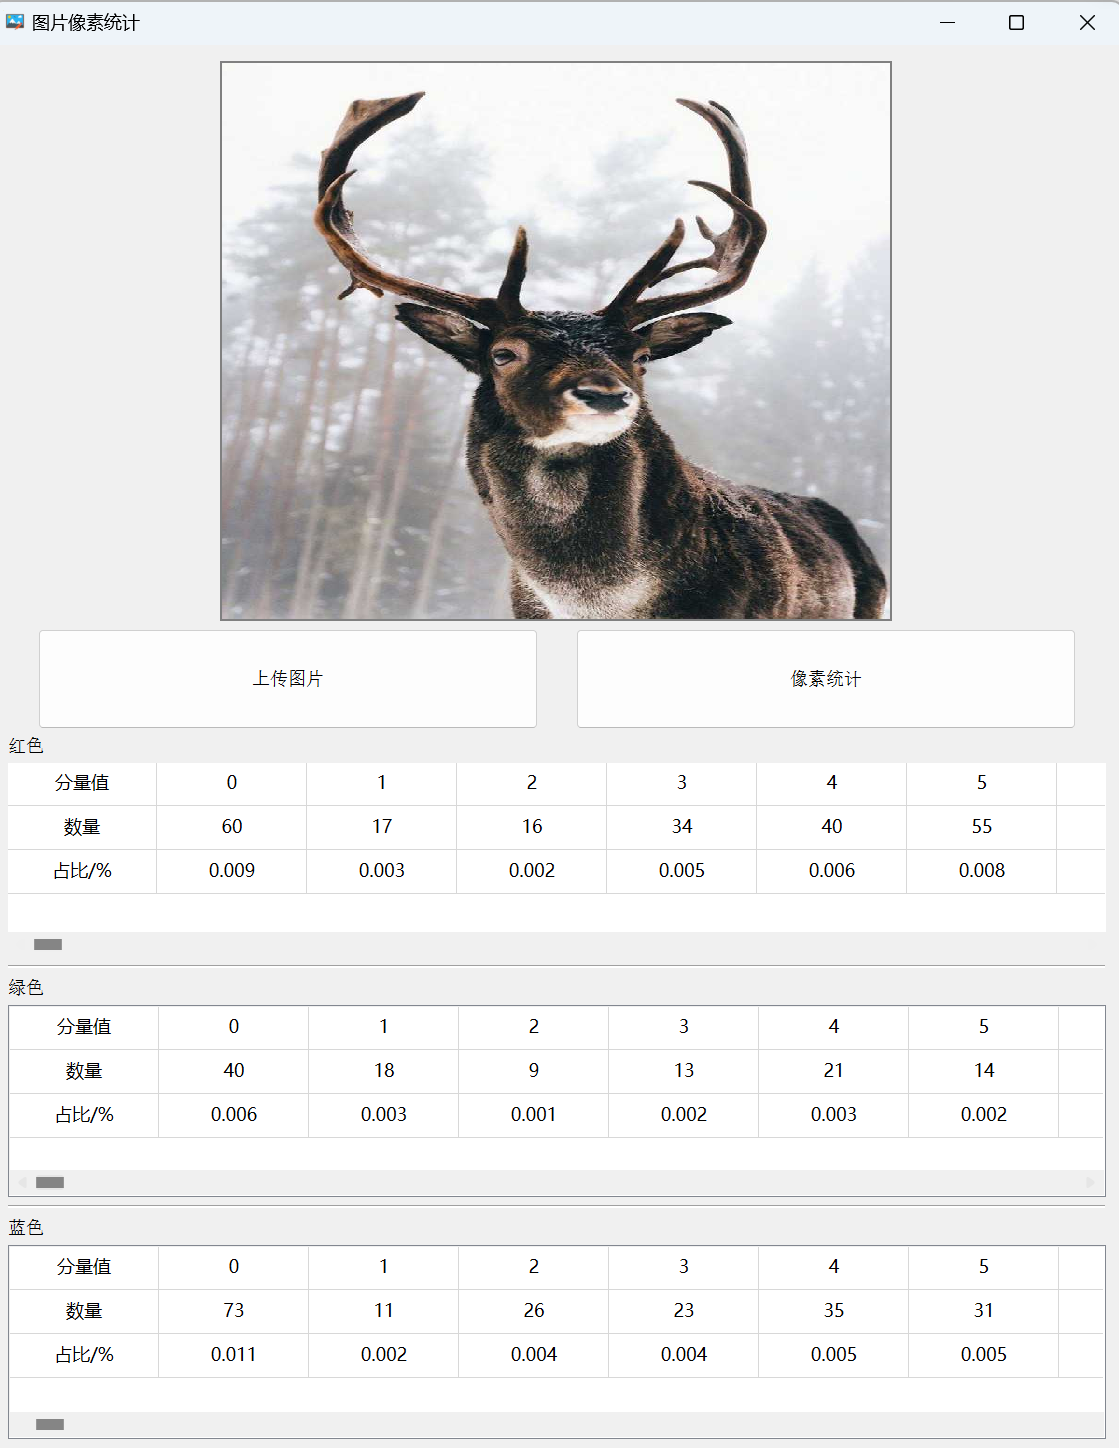 图片像素统计
上传图片 像素统计
红色
分量值 0 1 2 3 4 5
数量 60 17 16 34 40 55
占比/% 0.009 0.003 0.002 0.005 0.006 0.008
绿色
分量值 0 1 2 3 4 5
数量 40 18 9 13 21 14
占比/% 0.006 0.003 0.001 0.002 0.003 0.002
蓝色
分量值 0 1 2 3 4 5
数量 73 11 26 23 35 31
占比/% 0.011 0.002 0.004 0.004 0.005 0.005